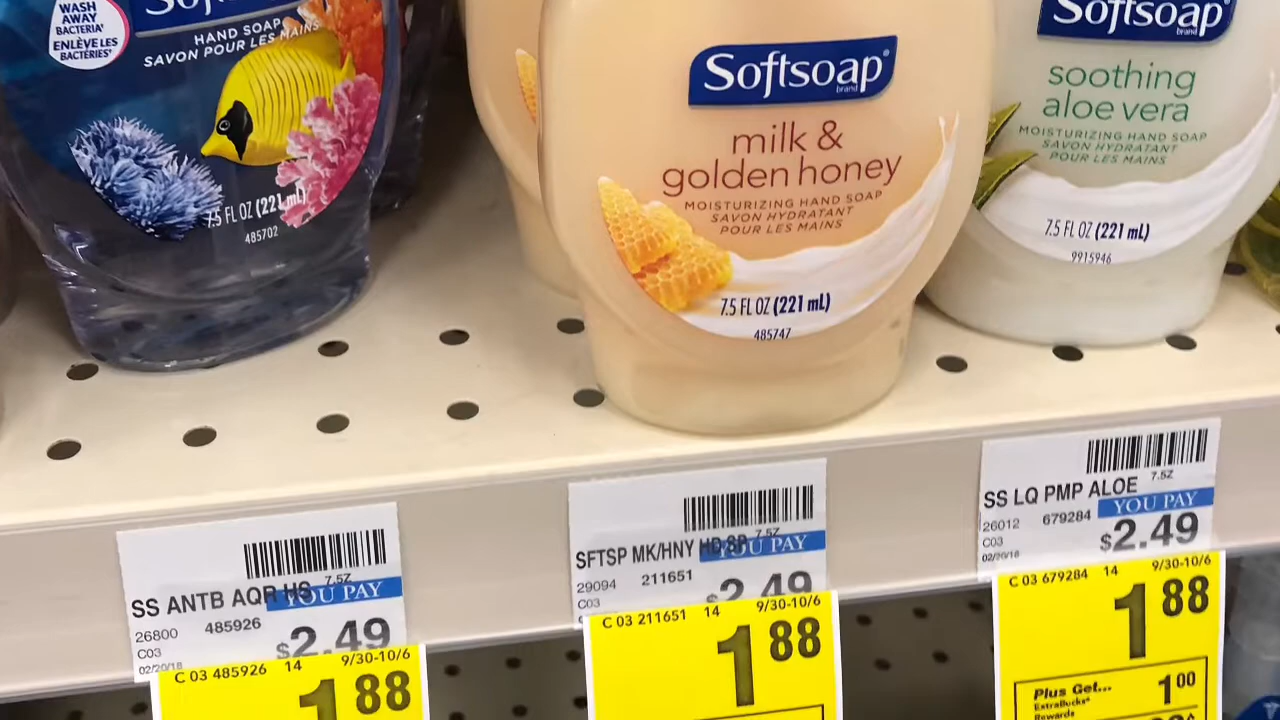 WASH
AWAY
BACTERIA
ENLÈVE LES
BACTÉRIES
HAND SOAP
SAVON POUR LES MAINS
7.5 FL OZ (221 mL)
485702
Softsoap
brand
milk &
golden honey
MOISTURIZING HAND SOAP
SAVON HYDRATANT
POUR LES MAINS
7.5 FL OZ (221 mL)
485747
Softsoap
brand
soothing
aloe vera
MOISTURIZING HAND SOAP
SAVON HYDRATANT
POUR LES MAINS
7.5 FL OZ (221 mL)
9915946
SS ANTB AQR HS 7.5Z
YOU PAY
26800 485926
C03
02/20/18
$2.49
C 03 485926 14 9/30-10/6
1 88
SFTSP MK/HNY HD SP 7.5Z
YOU PAY
29094 211651
C03
$2.49
C 03 211651 14 9/30-10/6
1 88
SS LQ PMP ALOE 7.5Z
YOU PAY
26012 679284
C03
02/20/18
$2.49
C 03 679284 14 9/30-10/6
1 88
Plus Get... 1 00
ExtraBucks
Rewards